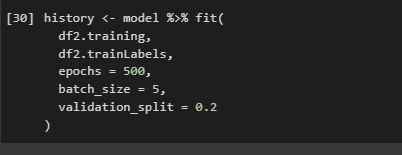 [30] history <- model %>% fit(
df2.training,
df2.trainLabels,
epochs = 500,
batch_size = 5,
validation_split = 0.2
)